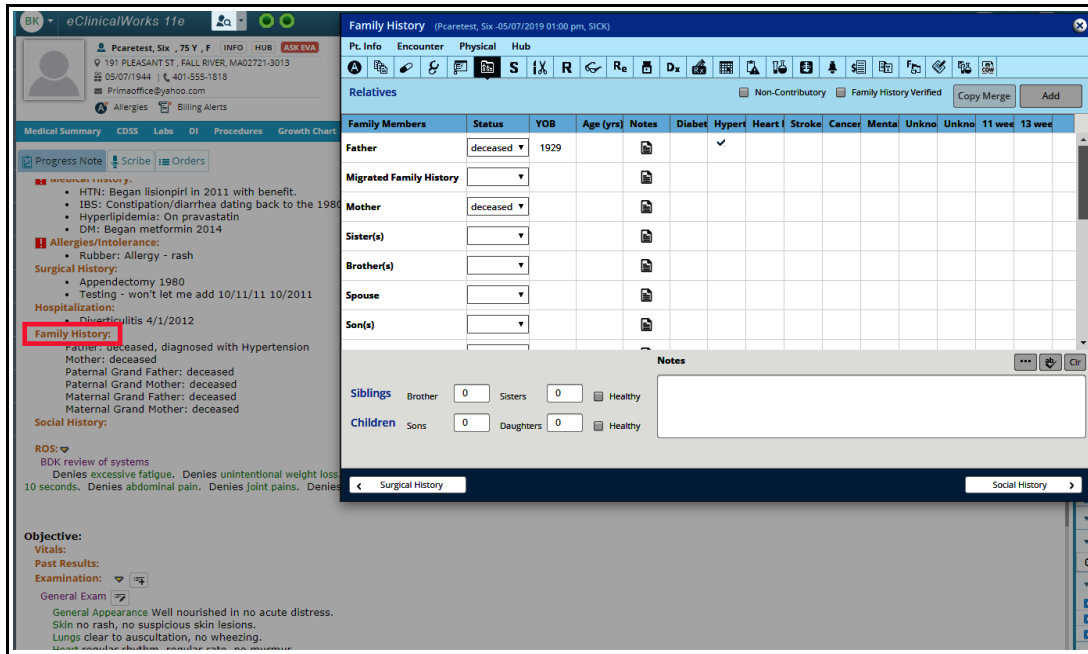 BK
eClinicalWorks 11e
Pcaretest, Six , 75 Y , F INFO HUB ASK EVA
191 PLEASANT ST , FALL RIVER, MA02721-3013
05/07/1944 | 401-555-1818
Primaoffice@yahoo.com
Allergies Billing Alerts
Medical Summary CDSS Labs DI Procedures Growth Chart
Progress Note Scribe Orders
Medical History:
HTN: Began lisionpirl in 2011 with benefit.
IBS: Constipation/diarrhea dating back to the 1980
Hyperlipidemia: On pravastatin
DM: Began metformin 2014
Allergies/Intolerance:
Rubber: Allergy - rash
Surgical History:
Appendectomy 1980
Testing - won't let me add 10/11/11 10/2011
Hospitalization:
Diverticulitis 4/1/2012
Family History:
Father: deceased, diagnosed with Hypertension
Mother: deceased
Paternal Grand Father: deceased
Paternal Grand Mother: deceased
Maternal Grand Father: deceased
Maternal Grand Mother: deceased
Social History:
ROS:
BDK review of systems
Denies excessive fatigue. Denies unintentional weight loss.
10 seconds. Denies abdominal pain. Denies joint pains. Denies
Objective:
Vitals:
Past Results:
Examination:
General Exam
General Appearance Well nourished in no acute distress.
Skin no rash, no suspicious skin lesions.
Lungs clear to auscultation, no wheezing.
Heart regular rhythm, regular rate, no murmur
Family History (Pcaretest, Six -05/07/2019 01:00 pm, SICK)
Pt. Info Encounter Physical Hub
A S R Re Dx
Relatives Non-Contributory Family History Verified Copy Merge Add
Family Members Status YOB Age (yrs) Notes Diabet Hypert Heart Stroke Cancer Mental Unkno Unkno 11 wee 13 wee
Father deceased 1929
Migrated Family History
Mother deceased
Sister(s)
Brother(s)
Spouse
Son(s)
Notes
... Clr
Siblings Brother 0 Sisters 0 Healthy
Children Sons 0 Daughters 0 Healthy
Surgical History Social History